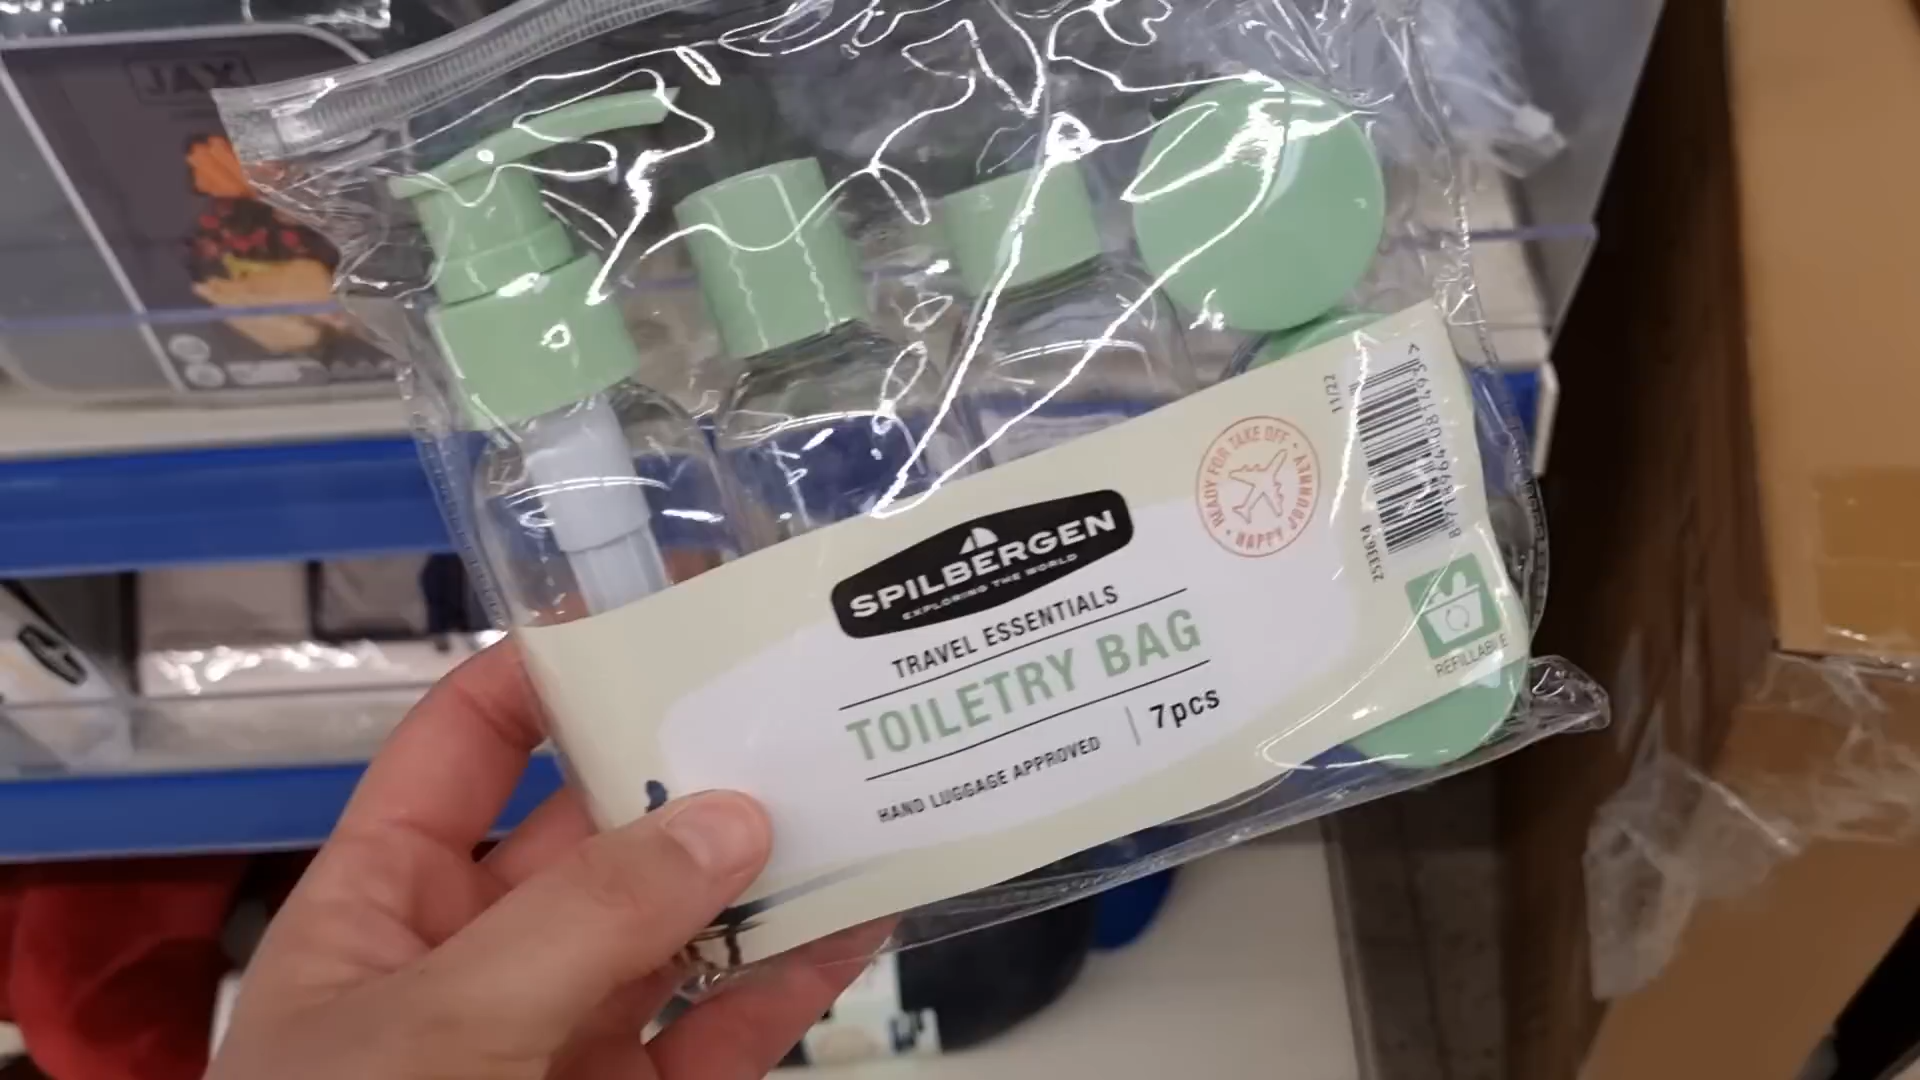 JAX
SPILBERGEN
EXPLORING THE WORLD
TRAVEL ESSENTIALS
TOILETRY BAG
HAND LUGGAGE APPROVED | 7pcs
READY FOR TAKE OFF • HAPPY JOURNEY •
11/22
2533674
REFILLABLE